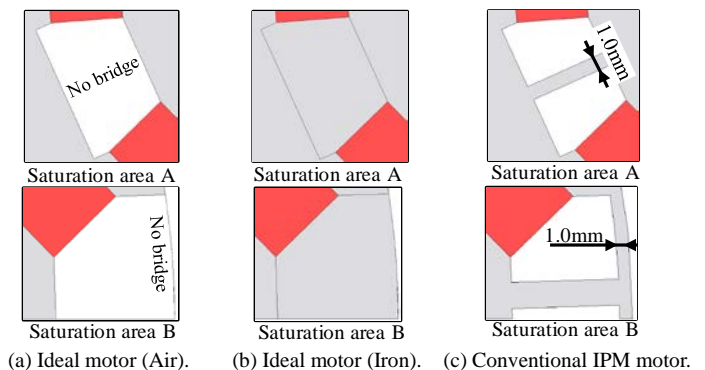 No bridge
1.0mm
Saturation area A
Saturation area A
Saturation area A
No bridge
1.0mm
Saturation area B
Saturation area B
Saturation area B
(a) Ideal motor (Air).
(b) Ideal motor (Iron).
(c) Conventional IPM motor.